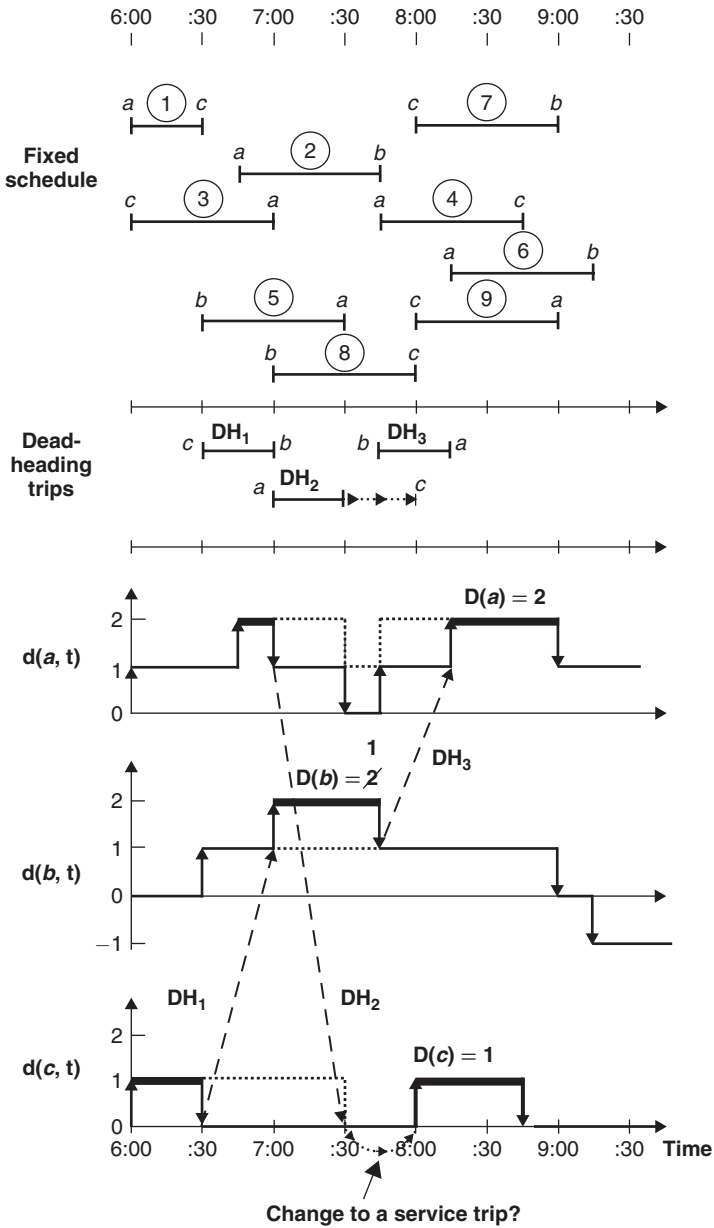 6:00 :30 7:00 :30 8:00 :30 9:00 :30
a 1 c c 7 b
Fixed schedule
a 2 b
c 3 a a 4 c
a 6 b
b 5 a c 9 a
b 8 c
Dead-heading trips
c DH₁ b b DH₃ a
a DH₂ c
D(a) = 2
d(a, t)
2
1
0
1
D(b) = 2
DH₃
d(b, t)
2
1
0
−1
DH₁ DH₂
D(c) = 1
d(c, t)
2
1
0
6:00 :30 7:00 :30 8:00 :30 9:00 :30 Time
Change to a service trip?